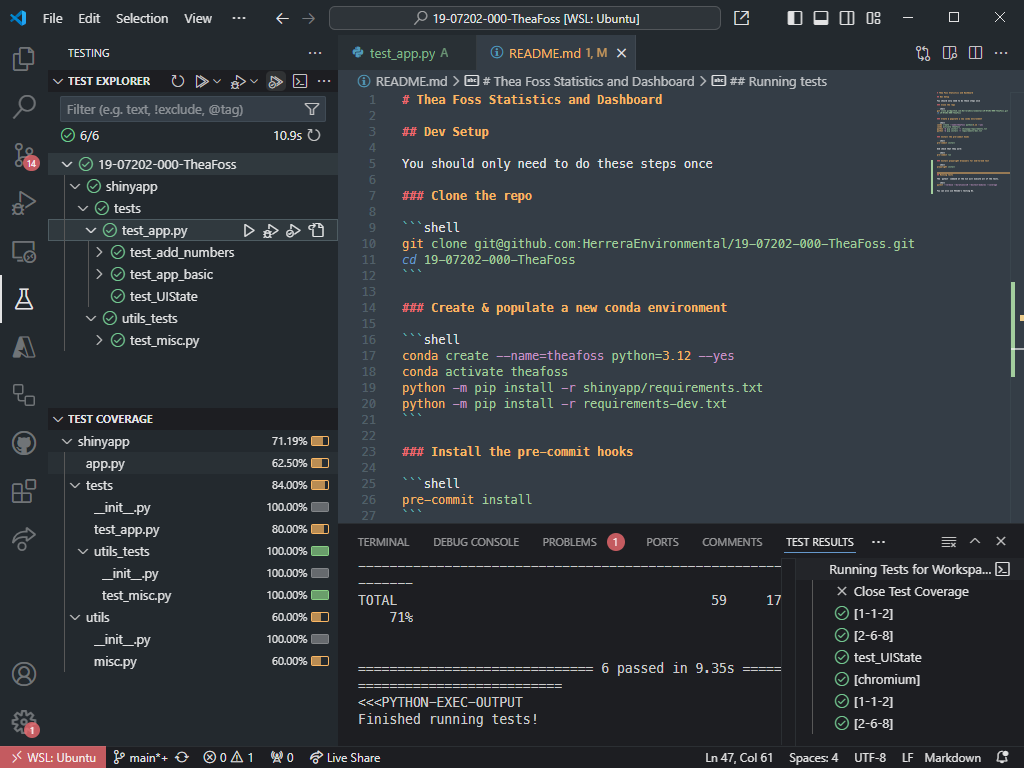 File Edit Selection View ··· 19-07202-000-TheaFoss [WSL: Ubuntu]
TESTING
TEST EXPLORER
Filter (e.g. text, !exclude, @tag)
6/6 10.9s
19-07202-000-TheaFoss
shinyapp
tests
test_app.py
test_add_numbers
test_app_basic
test_UIState
utils_tests
test_misc.py
TEST COVERAGE
shinyapp 71.19%
app.py 62.50%
tests 84.00%
__init__.py 100.00%
test_app.py 80.00%
utils_tests 100.00%
__init__.py 100.00%
test_misc.py 100.00%
utils 60.00%
__init__.py 100.00%
misc.py 60.00%
14
1
test_app.py A README.md 1, M
README.md > # Thea Foss Statistics and Dashboard > ## Running tests
1 # Thea Foss Statistics and Dashboard
2
3 ## Dev Setup
4
5 You should only need to do these steps once
6
7 ### Clone the repo
8
9 ```shell
10 git clone git@github.com:HerreraEnvironmental/19-07202-000-TheaFoss.git
11 cd 19-07202-000-TheaFoss
12 ```
13
14 ### Create & populate a new conda environment
15
16 ```shell
17 conda create --name=theafoss python=3.12 --yes
18 conda activate theafoss
19 python -m pip install -r shinyapp/requirements.txt
20 python -m pip install -r requirements-dev.txt
21 ```
22
23 ### Install the pre-commit hooks
24
25 ```shell
26 pre-commit install
27 ```
TERMINAL DEBUG CONSOLE PROBLEMS 1 PORTS COMMENTS TEST RESULTS ···
TOTAL 59 17
71%
============================== 6 passed in 9.35s =====
==========================
<<<PYTHON-EXEC-OUTPUT
Finished running tests!
Running Tests for Workspa...
Close Test Coverage
[1-1-2]
[2-6-8]
test_UIState
[chromium]
[1-1-2]
[2-6-8]
WSL: Ubuntu main*+ 0 1 0 Live Share Ln 47, Col 61 Spaces: 4 UTF-8 LF Markdown